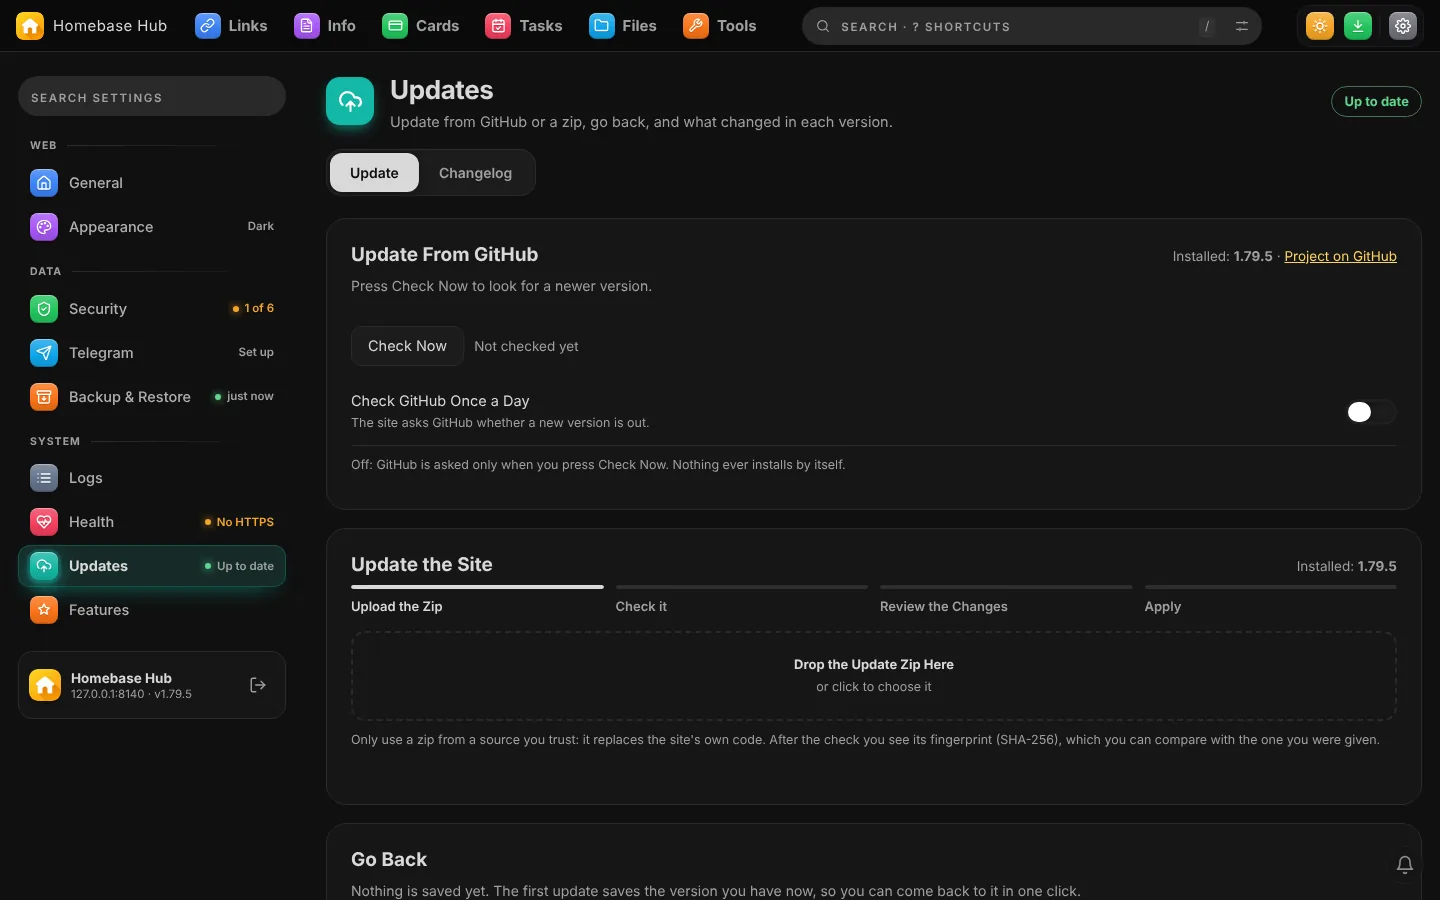 Homebase Hub
Links
Info
Cards
Tasks
Files
Tools
SEARCH · ? SHORTCUTS
/
SEARCH SETTINGS
WEB
General
Appearance
Dark
DATA
Security
1 of 6
Telegram
Set up
Backup & Restore
just now
SYSTEM
Logs
Health
No HTTPS
Updates
Up to date
Features
Homebase Hub
127.0.0.1:8140 · v1.79.5
Updates
Update from GitHub or a zip, go back, and what changed in each version.
Up to date
Update
Changelog
Update From GitHub
Installed: 1.79.5 · Project on GitHub
Press Check Now to look for a newer version.
Check Now
Not checked yet
Check GitHub Once a Day
The site asks GitHub whether a new version is out.
Off: GitHub is asked only when you press Check Now. Nothing ever installs by itself.
Update the Site
Installed: 1.79.5
Upload the Zip
Check it
Review the Changes
Apply
Drop the Update Zip Here
or click to choose it
Only use a zip from a source you trust: it replaces the site's own code. After the check you see its fingerprint (SHA-256), which you can compare with the one you were given.
Go Back
Nothing is saved yet. The first update saves the version you have now, so you can come back to it in one click.